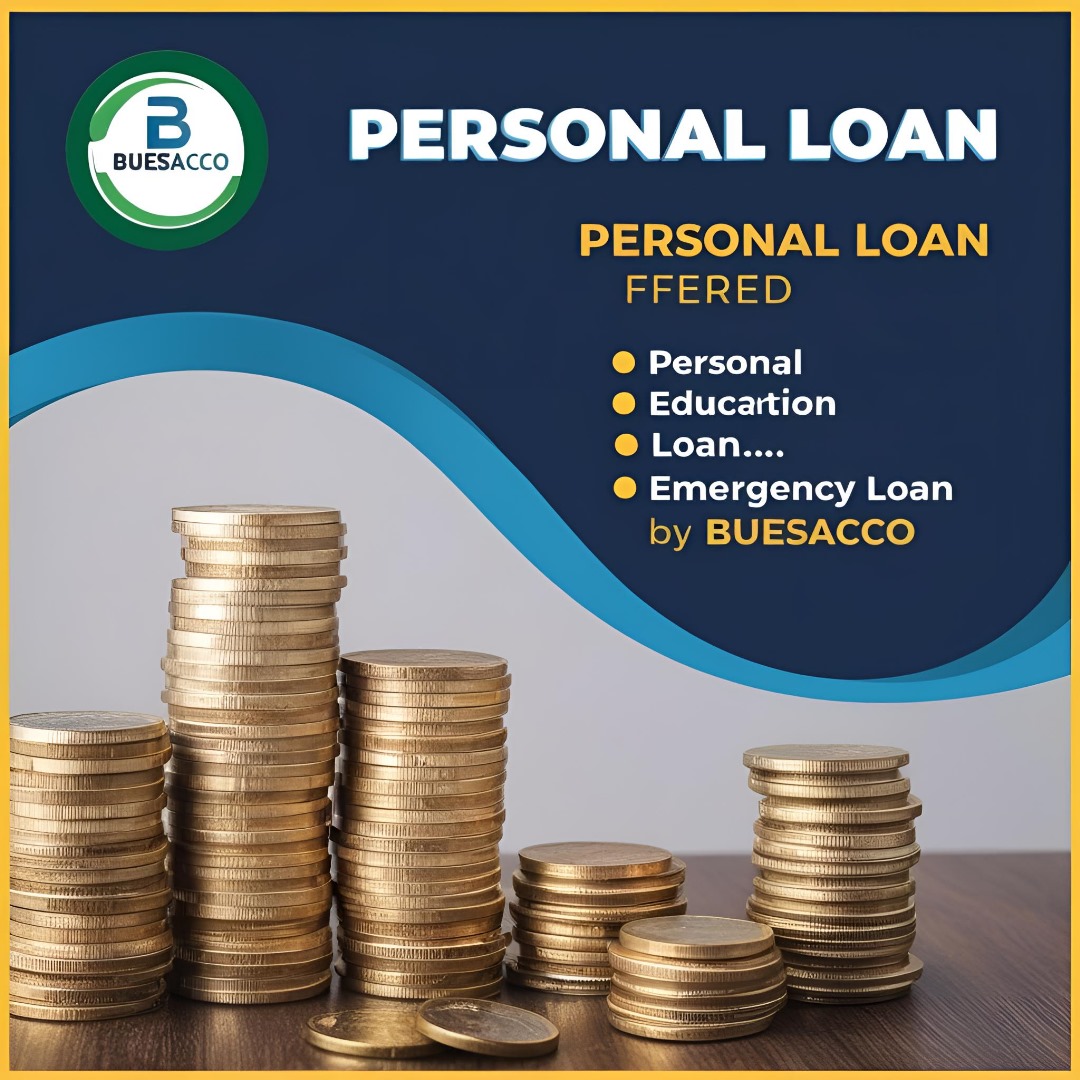 B
BUESACCO
PERSONAL LOAN
PERSONAL LOAN
FFERED
Personal
Educartion
Loan....
Emergency Loan
by BUESACCO